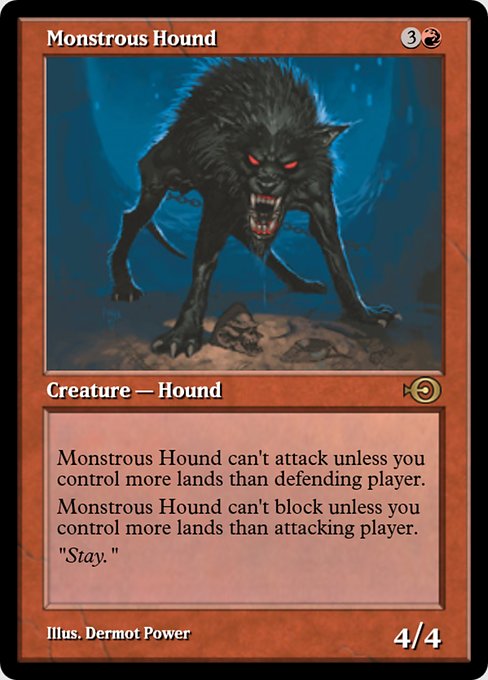 Monstrous Hound 3
Creature — Hound
Monstrous Hound can't attack unless you
control more lands than defending player.
Monstrous Hound can't block unless you
control more lands than attacking player.
"Stay."
Illus. Dermot Power
4/4